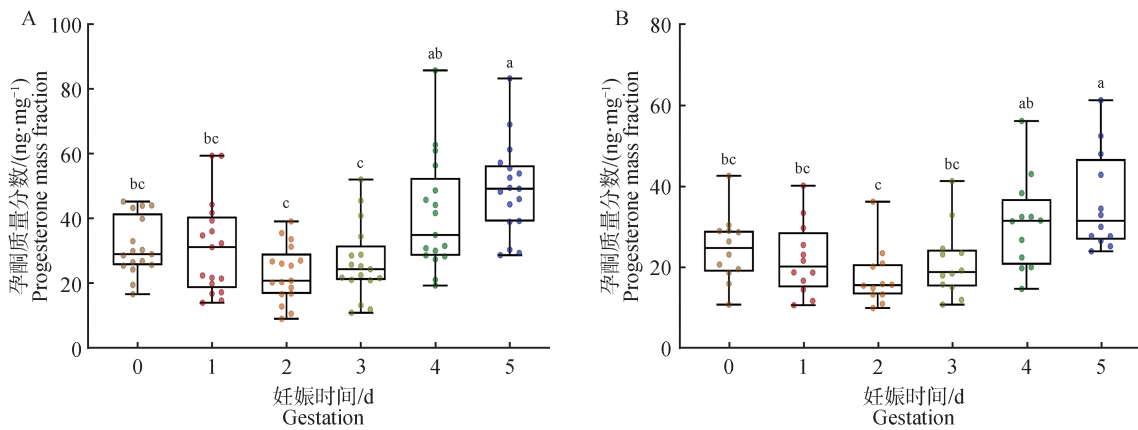 A
孕酮质量分数/(ng·mg⁻¹)
Progesterone mass fraction
100
80
60
40
20
0
bc
bc
c
c
ab
a
0 1 2 3 4 5
妊娠时间/d
Gestation
B
孕酮质量分数/(ng·mg⁻¹)
Progesterone mass fraction
80
60
40
20
0
bc
bc
c
bc
ab
a
0 1 2 3 4 5
妊娠时间/d
Gestation